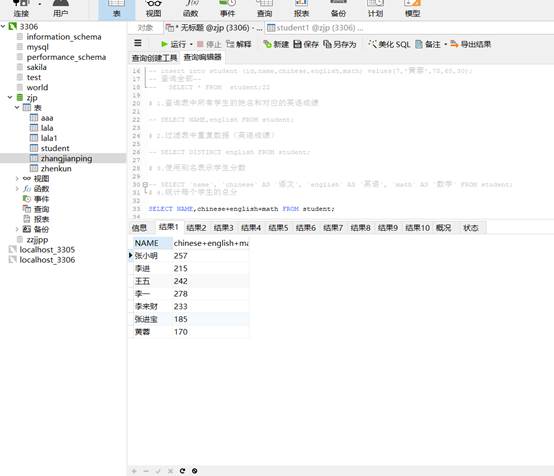 连接 用户 表 视图 函数 事件 查询 报表 备份 计划 模型
3306
information_schema
mysql
performance_schema
sakila
test
world
zjp
表
aaa
lala
lala1
student
zhangjianping
zhenkun
视图
函数
事件
查询
报表
备份
zzjjpp
localhost_3305
localhost_3306
对象 * 无标题 @zjp (3306) - ... student1 @zjp (3306) - ...
运行 停止 解释 新建 保存 另存为 美化 SQL 备注 导出结果
查询创建工具 查询编辑器
16 -- insert into student (id,name,chinese,english,math) values(7,'黄蓉',75,65,30);
17 -- 查询全部--
18 -- SELECT * FROM student;22
19
20 # 1.查询表中所有学生的姓名和对应的英语成绩
21
22 -- SELECT NAME,english FROM student;
23
24 # 2.过滤表中重复数据（英语成绩）
25
26 -- SELECT DISTINCT english FROM student;
27
28 # 3.使用别名表示学生分数
29
30 -- SELECT `name`, `chinese` AS '语文', `english` AS '英语', `math` AS '数学' FROM student;
31 # 4.统计每个学生的总分
32
33 SELECT NAME,chinese+english+math FROM student;
信息 结果1 结果2 结果3 结果4 结果5 结果6 结果7 结果8 结果9 结果10 概况 状态
NAME chinese+english+ma
张小明 257
李进 215
王五 242
李一 278
李来财 233
张进宝 185
黄蓉 170